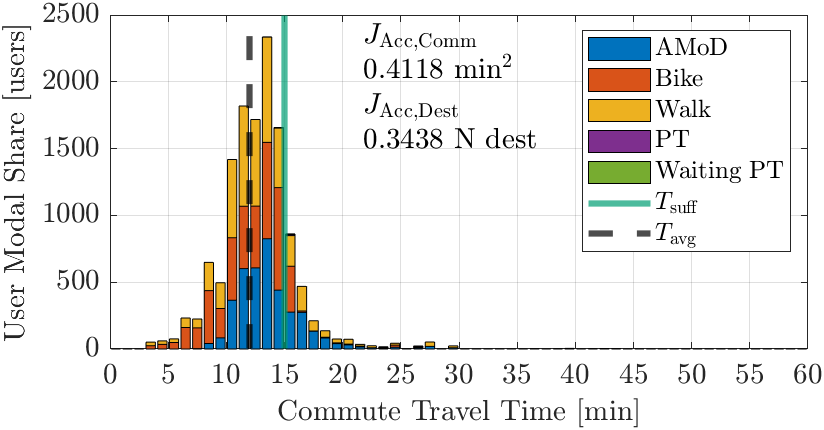 User Modal Share [users]
2500
2000
1500
1000
500
0
J_Acc,Comm
0.4118 min²
J_Acc,Dest
0.3438 N dest
AMoD
Bike
Walk
PT
Waiting PT
T_suff
T_avg
0 5 10 15 20 25 30 35 40 45 50 55 60
Commute Travel Time [min]